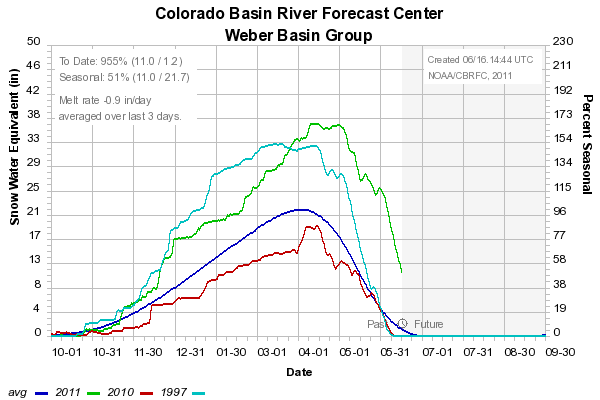 Colorado Basin River Forecast Center
Weber Basin Group
50
46
42
38
33
29
25
21
17
13
8
4
0
Snow Water Equivalent (in)
230
211
192
173
154
134
115
96
77
58
38
19
0
Percent Seasonal
To Date: 955% (11.0 / 1.2)
Seasonal: 51% (11.0 / 21.7)
Melt rate -0.9 in/day
averaged over last 3 days.
Created 06/16.14:44 UTC
NOAA/CBRFC, 2011
Past Future
10-01 10-31 11-30 12-31 01-31 03-01 04-01 05-01 05-31 07-01 07-31 08-30 09-30
Date
avg 2011 2010 1997